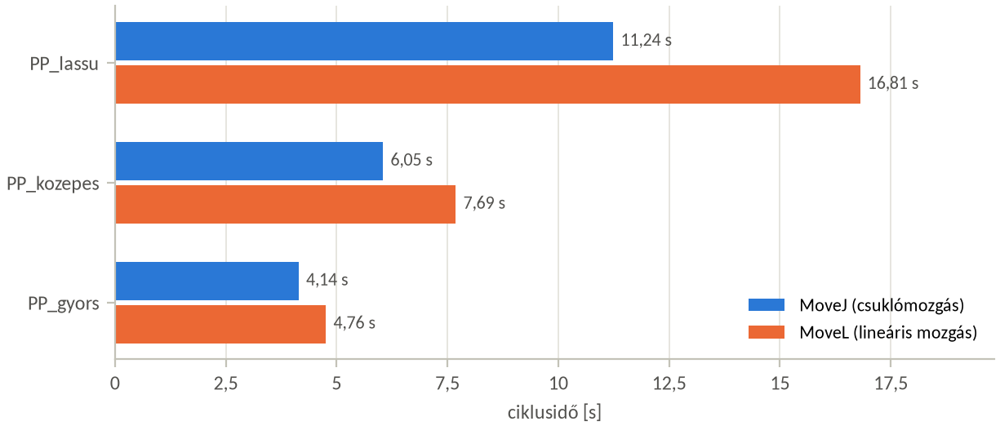 11,24 s
PP_lassu
16,81 s
6,05 s
PP_kozepes
7,69 s
4,14 s
PP_gyors
4,76 s
MoveJ (csuklómozgás)
MoveL (lineáris mozgás)
0 2,5 5 7,5 10 12,5 15 17,5
ciklusidő [s]